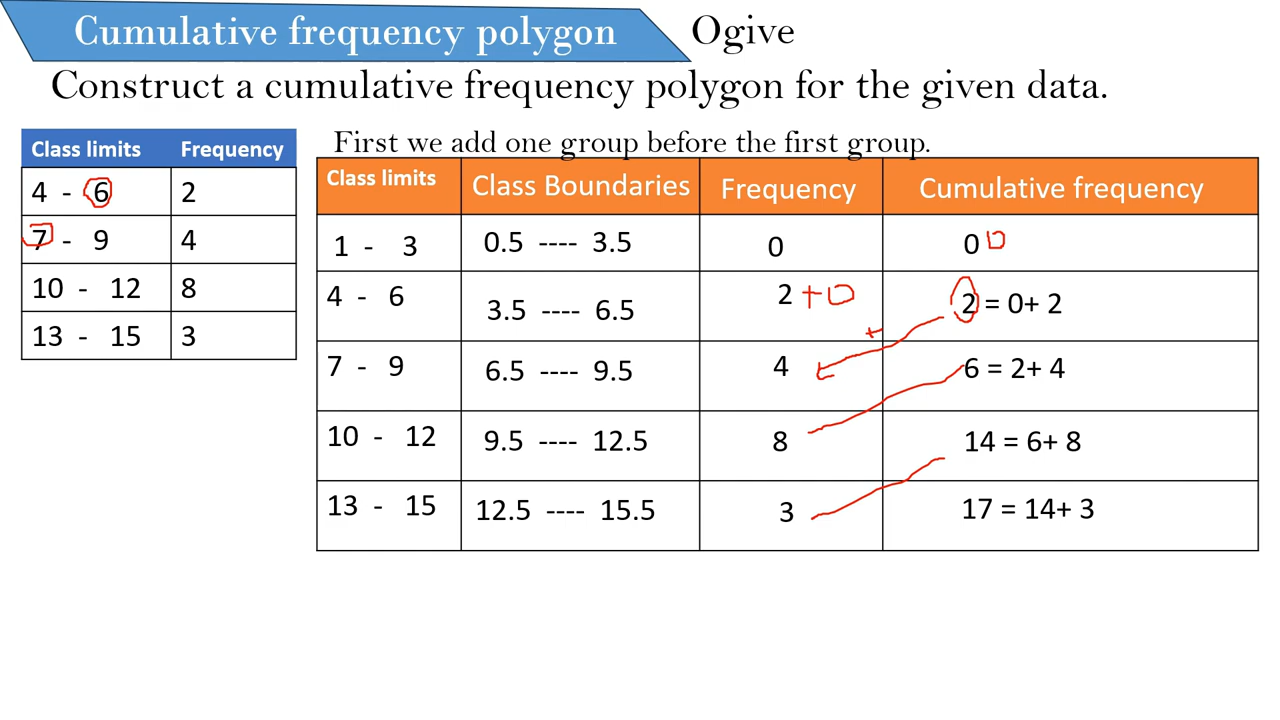 Cumulative frequency polygon Ogive
Construct a cumulative frequency polygon for the given data.
First we add one group before the first group.
Class limits Frequency
4 - 6 2
7 - 9 4
10 - 12 8
13 - 15 3
Class limits Class Boundaries Frequency Cumulative frequency
1 - 3 0.5 ---- 3.5 0 0 0
4 - 6 3.5 ---- 6.5 2 +0 2 = 0+ 2
+
7 - 9 6.5 ---- 9.5 4 6 = 2+ 4
10 - 12 9.5 ---- 12.5 8 14 = 6+ 8
13 - 15 12.5 ---- 15.5 3 17 = 14+ 3